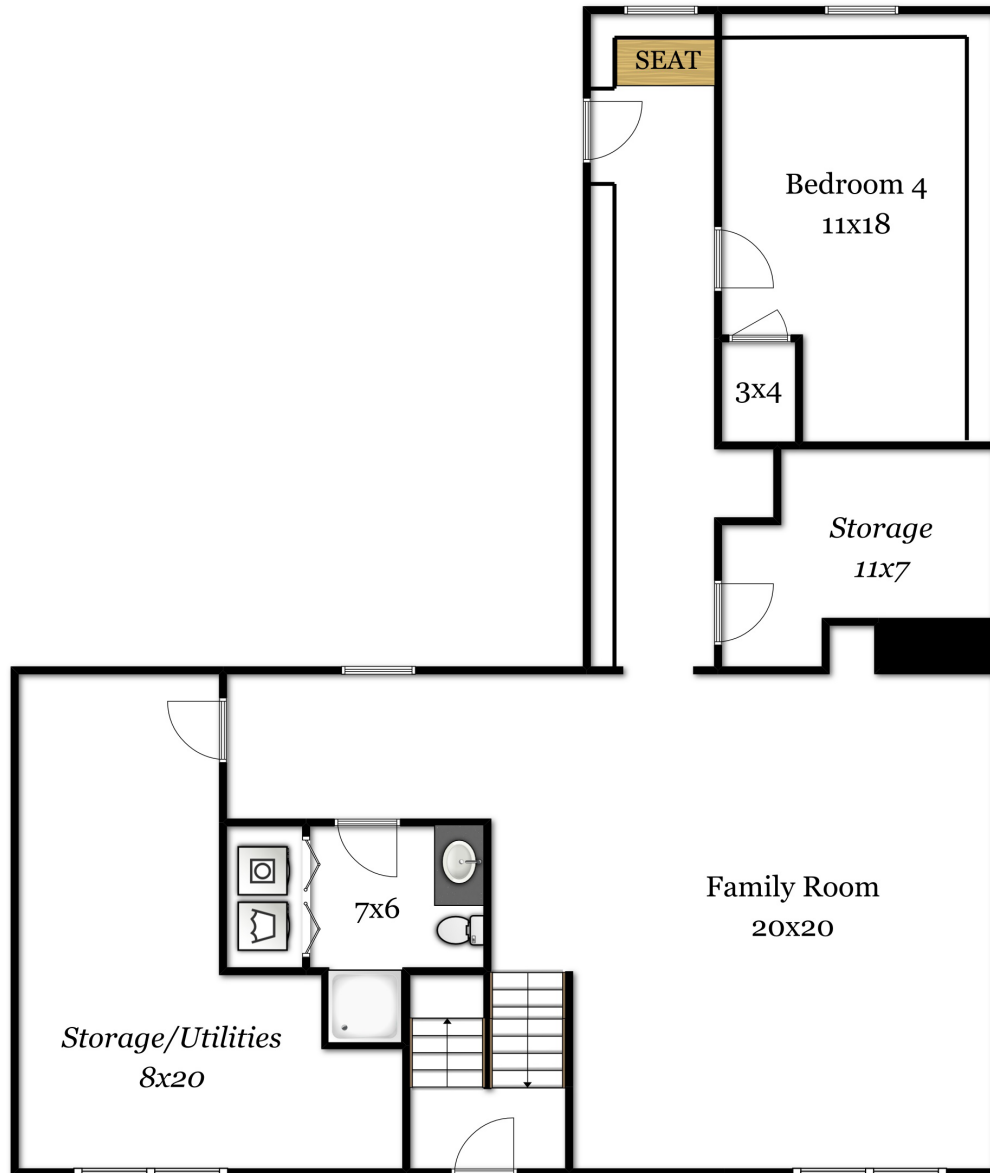 SEAT
Bedroom 4
11x18
3x4
Storage
11x7
Family Room
20x20
7x6
Storage/Utilities
8x20